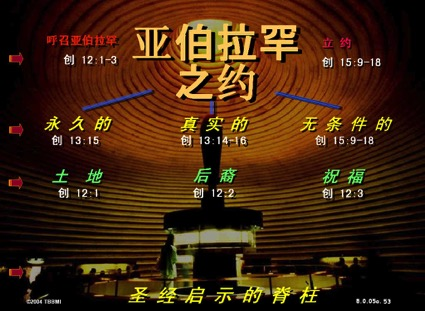 亚伯拉罕
之约
呼召亚伯拉罕
创 12:1-3
立 约
创 15:9-18
永久的 真实的 无条件的
创 13:15 创 13:14-16 创 15:9-18
土 地 后 裔 祝 福
创 12:1 创 12:2 创 12:3
圣经启示的脊柱
©2004 TBBMI
8.0.05o. 53